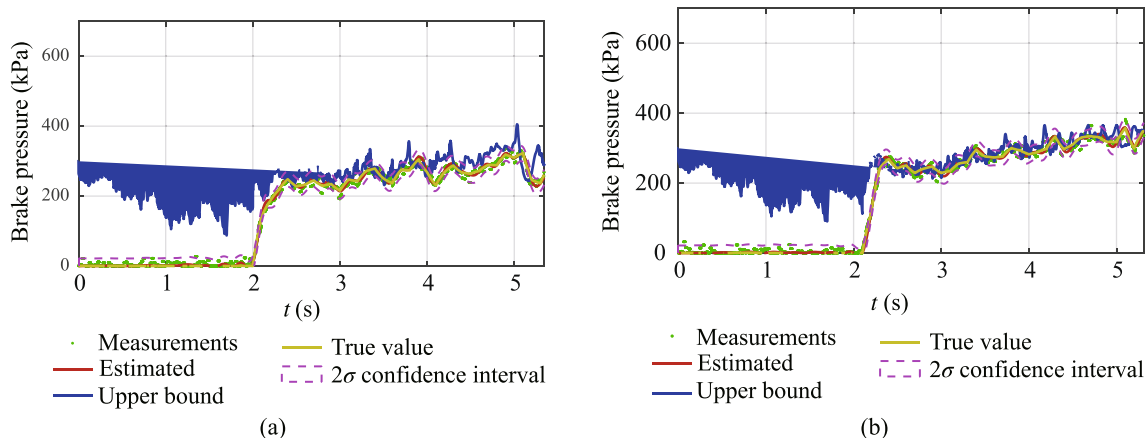 Brake pressure (kPa)
600
400
200
0
0 1 2 3 4 5
t (s)
Measurements
Estimated
Upper bound
True value
2σ confidence interval
(a)
Brake pressure (kPa)
600
400
200
0
0 1 2 3 4 5
t (s)
Measurements
Estimated
Upper bound
True value
2σ confidence interval
(b)